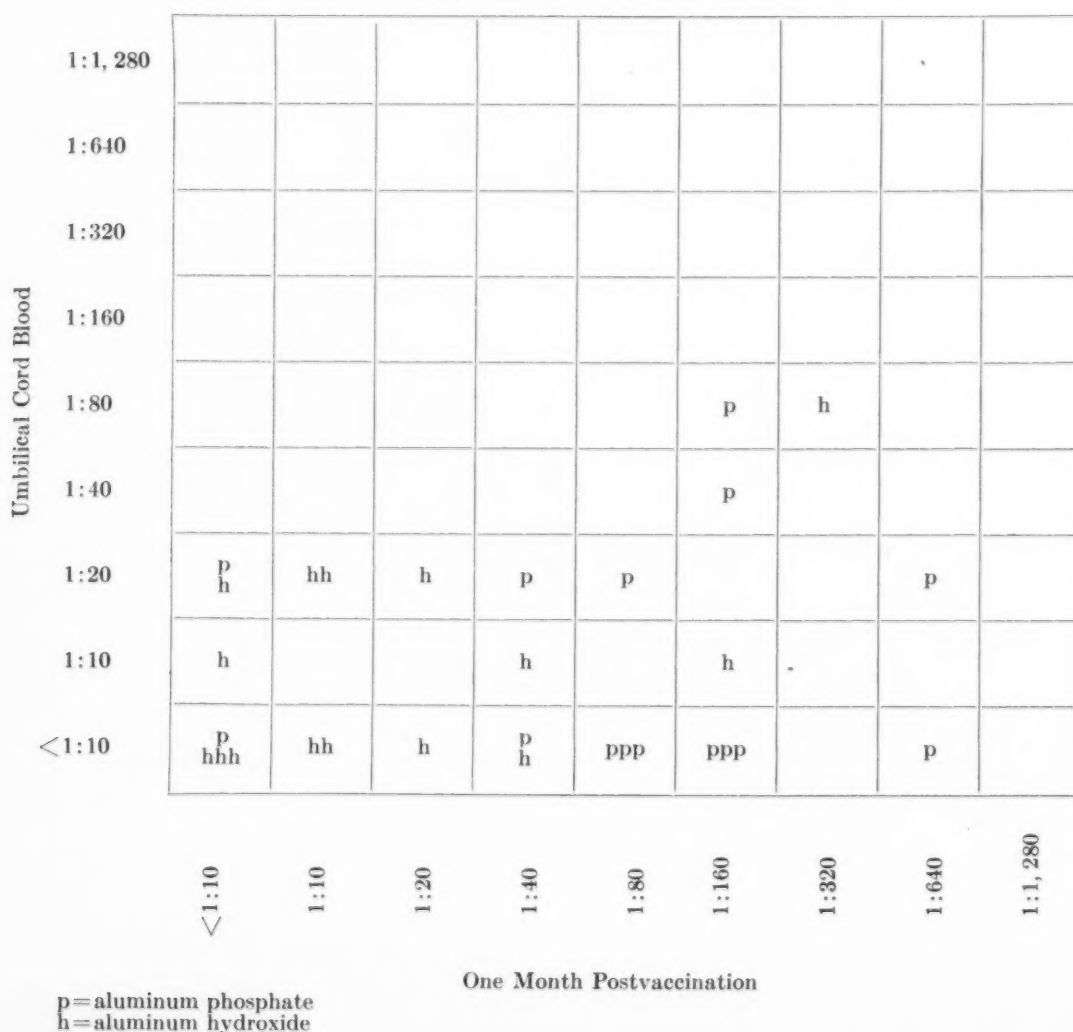 1:1, 280
1:640
1:320
1:160
Umbilical Cord Blood
1:80
p h
1:40
p
1:20
p
h
hh h p p p
1:10
h h h
<1:10
p
hhh
hh h
p
h
ppp ppp p
<1:10 1:10 1:20 1:40 1:80 1:160 1:320 1:640 1:1, 280
One Month Postvaccination
p=aluminum phosphate
h=aluminum hydroxide